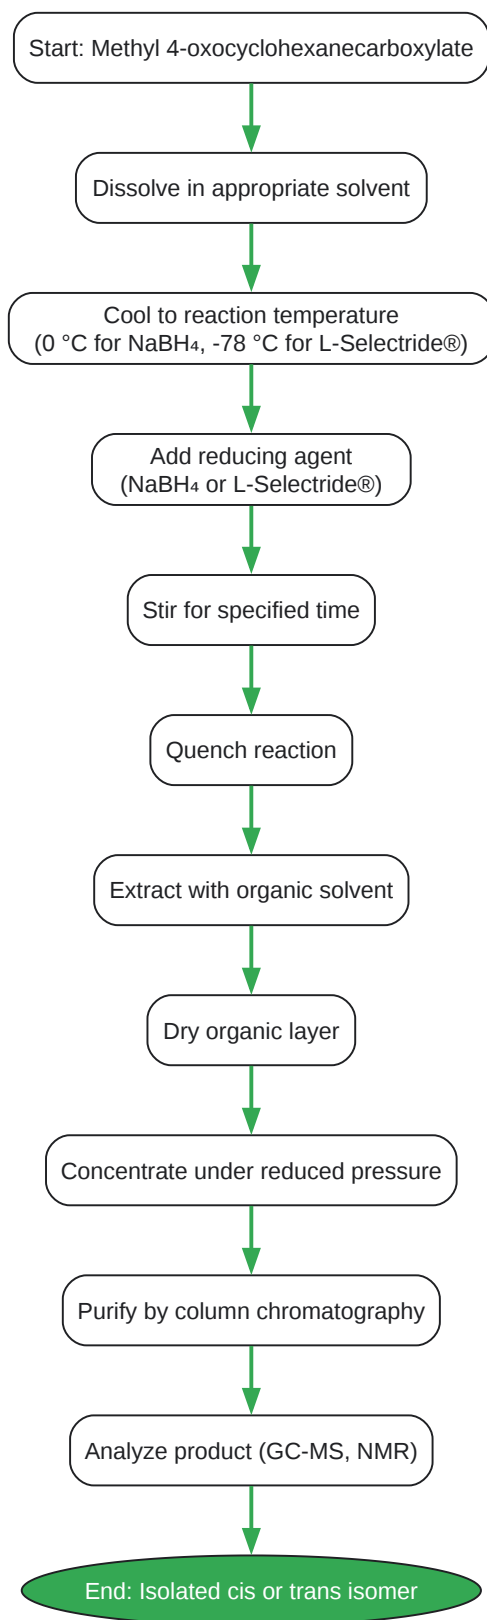 Start: Methyl 4-oxocyclohexanecarboxylate
Dissolve in appropriate solvent
Cool to reaction temperature
(0 °C for NaBH₄, -78 °C for L-Selectride®)
Add reducing agent
(NaBH₄ or L-Selectride®)
Stir for specified time
Quench reaction
Extract with organic solvent
Dry organic layer
Concentrate under reduced pressure
Purify by column chromatography
Analyze product (GC-MS, NMR)
End: Isolated cis or trans isomer